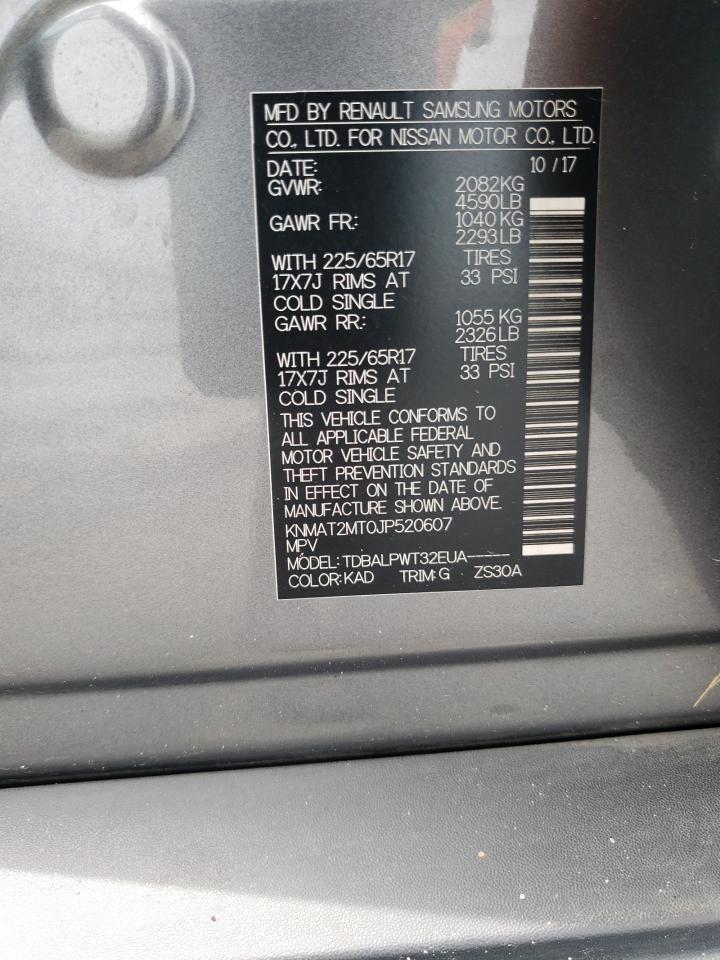 MFD BY RENAULT SAMSUNG MOTORS
CO., LTD. FOR NISSAN MOTOR CO., LTD.
DATE: 10 / 17
GVWR: 2082KG
4590LB
GAWR FR: 1040 KG
2293 LB
WITH 225/65R17 TIRES
17X7J RIMS AT 33 PSI
COLD SINGLE
GAWR RR: 1055 KG
2326LB
WITH 225/65R17 TIRES
17X7J RIMS AT 33 PSI
COLD SINGLE
THIS VEHICLE CONFORMS TO
ALL APPLICABLE FEDERAL
MOTOR VEHICLE SAFETY AND
THEFT PREVENTION STANDARDS
IN EFFECT ON THE DATE OF
MANUFACTURE SHOWN ABOVE.
KNMAT2MT0JP520607
MPV
MODEL: TDBALPWT32EUA-----
COLOR: KAD TRIM: G ZS30A